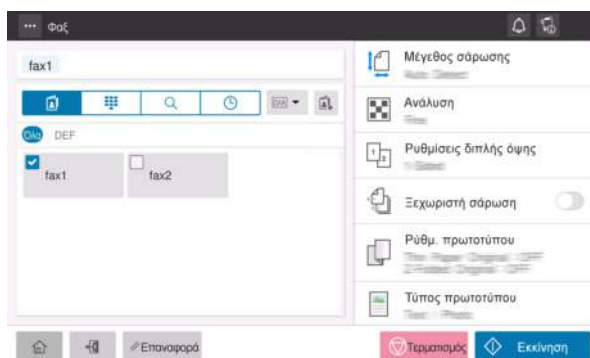 Φαξ
fax1
Όλα DEF
fax1
fax2
Μέγεθος σάρωσης
Ανάλυση
Ρυθμίσεις διπλής όψης
Ξεχωριστή σάρωση
Ρύθμ. πρωτοτύπου
Τύπος πρωτοτύπου
Επαναφορά
Τερματισμός
Εκκίνηση